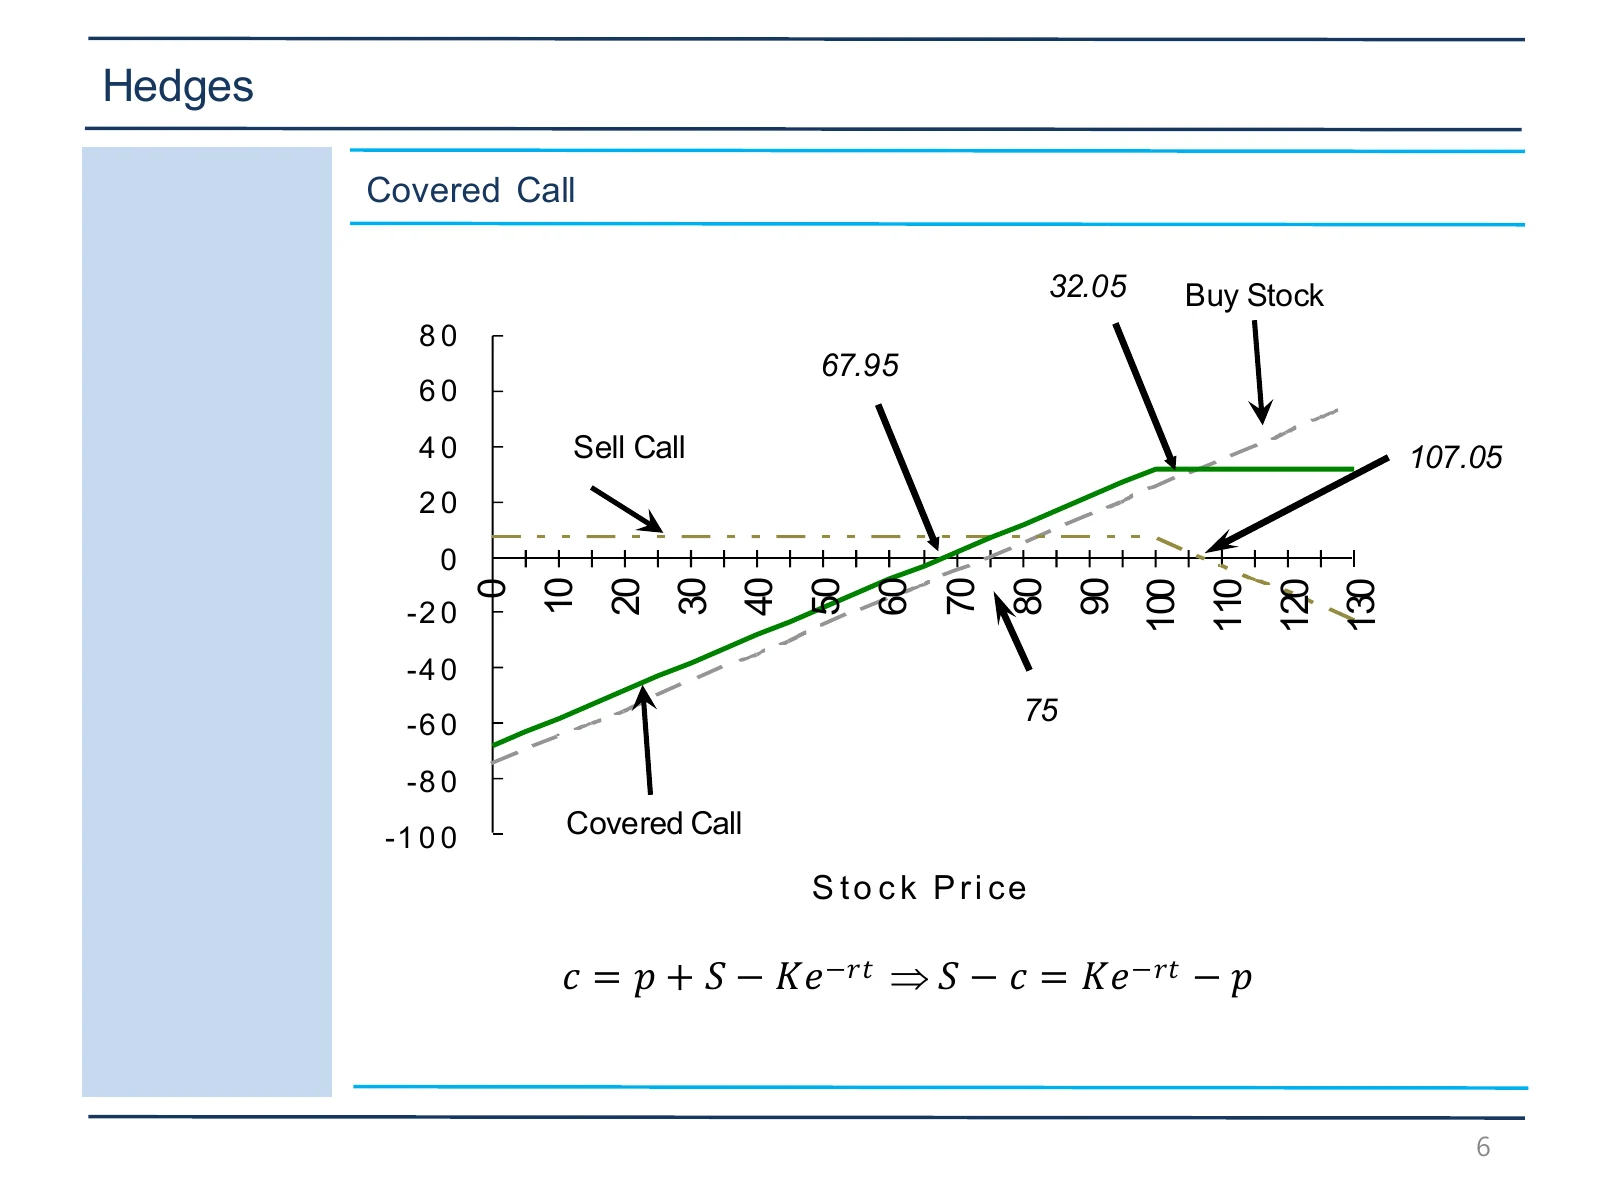 Hedges
Covered Call
32.05
Buy Stock
67.95
Sell Call
107.05
80
60
40
20
0
-20
-40
-60
-80
-100
0 10 20 30 40 50 60 70 80 90 100 110 120 130
75
Covered Call
Stock Price
c = p + S − Ke^{−rt} ⇒ S − c = Ke^{−rt} − p
6